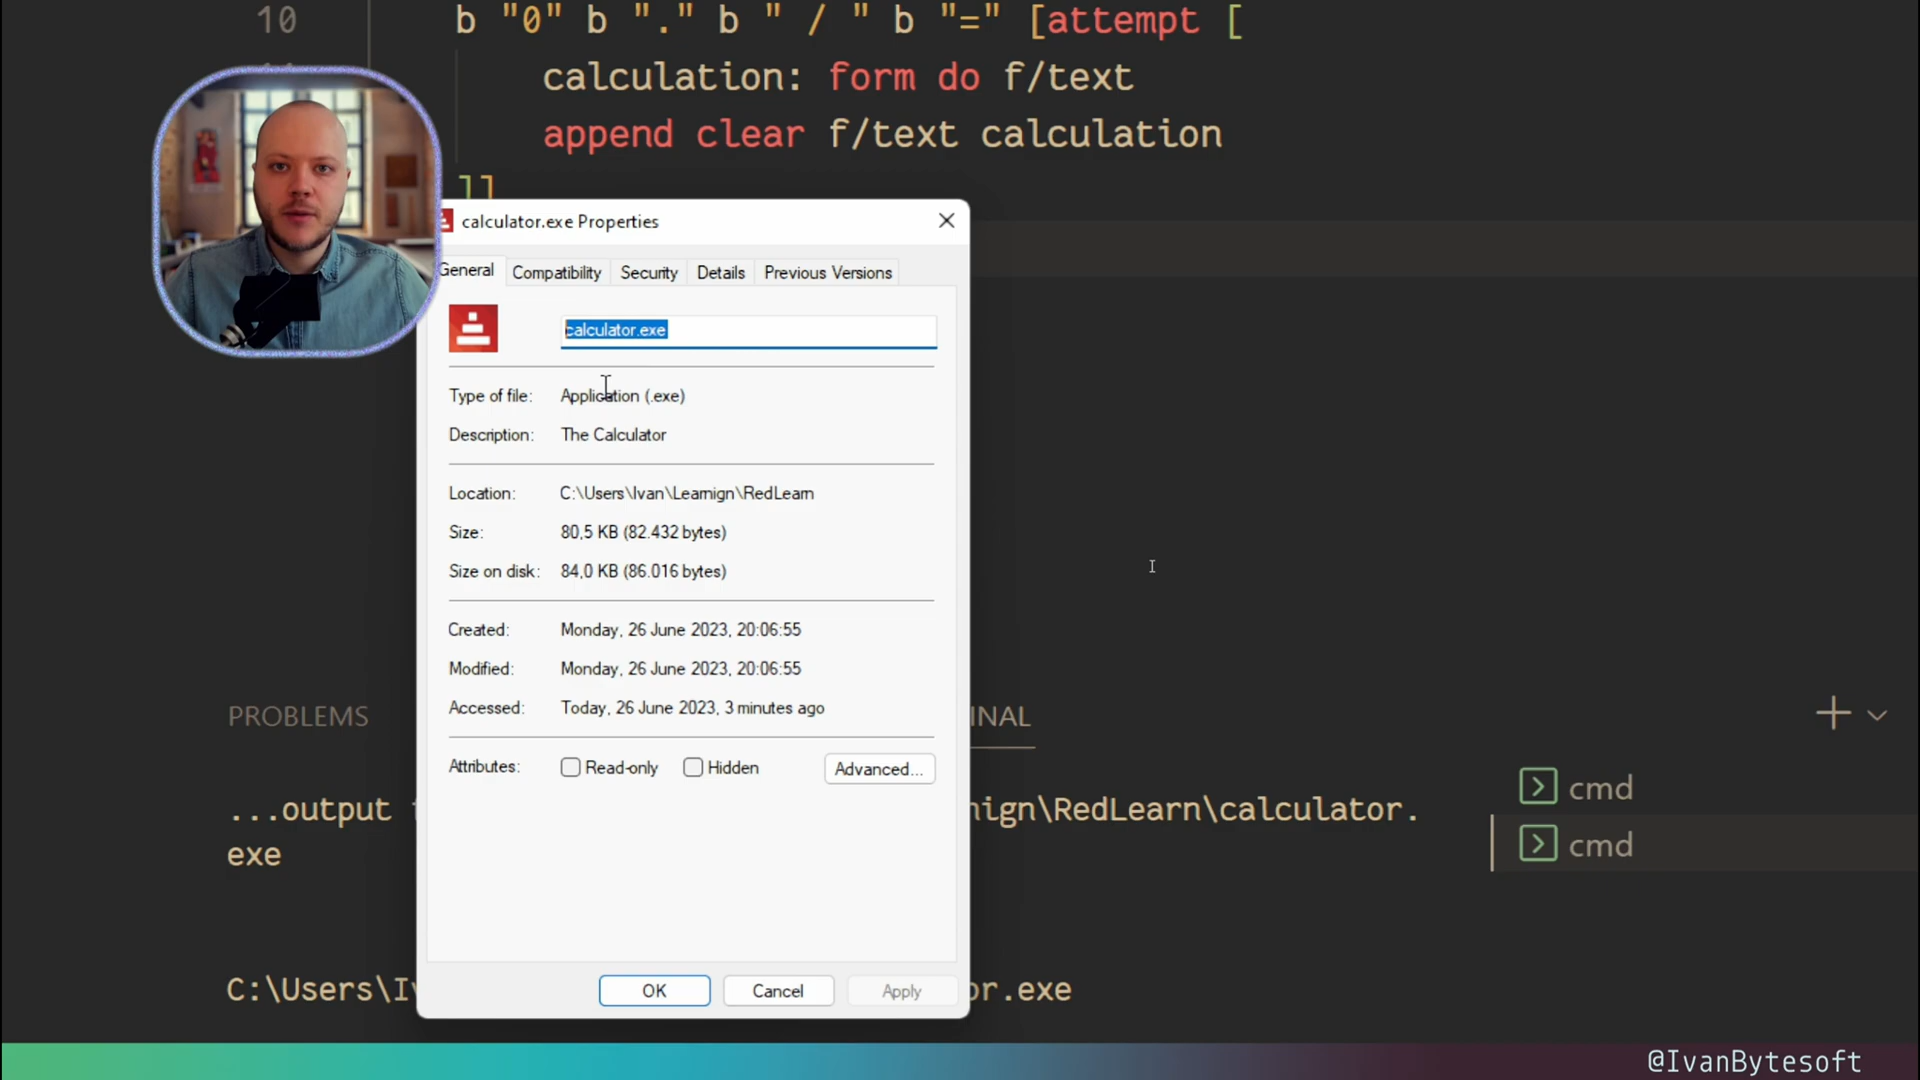 10 b "0" b "." b " / " b "=" [attempt [
calculation: form do f/text
append clear f/text calculation
]]
calculator.exe Properties
General Compatibility Security Details Previous Versions
calculator.exe
Type of file: Application (.exe)
Description: The Calculator
Location: C:\Users\Ivan\Learnign\RedLearn
Size: 80,5 KB (82.432 bytes)
Size on disk: 84,0 KB (86.016 bytes)
Created: Monday, 26 June 2023, 20:06:55
Modified: Monday, 26 June 2023, 20:06:55
Accessed: Today, 26 June 2023, 3 minutes ago
Attributes: Read-only Hidden Advanced...
OK Cancel Apply
PROBLEMS INAL
cmd
cmd
...output nign\RedLearn\calculator.
exe
C:\Users\Iv or.exe
@IvanBytesoft